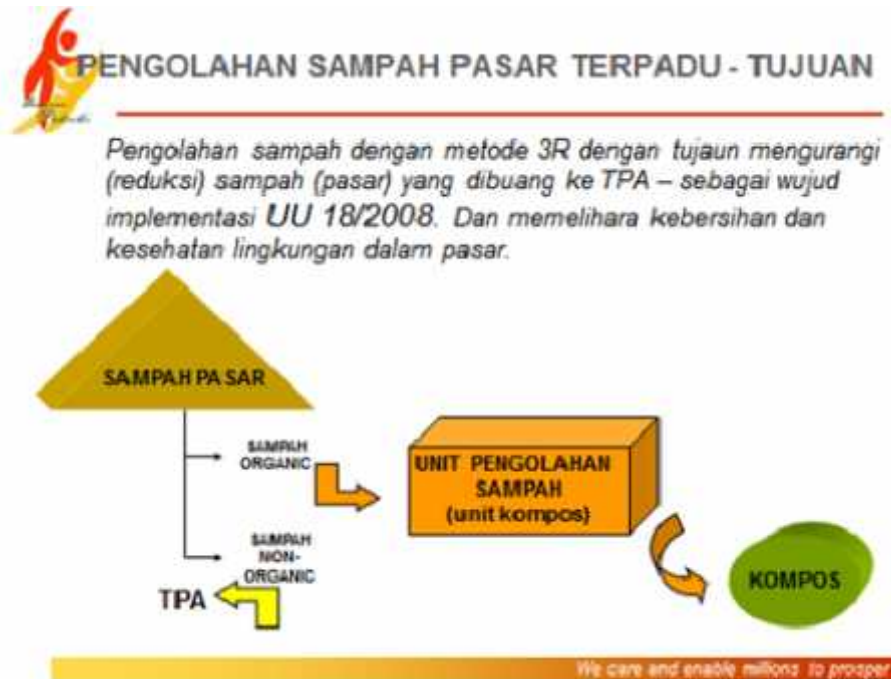 PENGOLAHAN SAMPAH PASAR TERPADU - TUJUAN
Pengolahan sampah dengan metode 3R dengan tujaun mengurangi
(reduksi) sampah (pasar) yang dibuang ke TPA – sebagai wujud
implementasi UU 18/2008. Dan memelihara kebersihan dan
kesehatan lingkungan dalam pasar.
SAMPAH PASAR
SAMPAH
ORGANIC
UNIT PENGOLAHAN
SAMPAH
(unit kompos)
SAMPAH
NON-
ORGANIC
TPA
KOMPOS
We care and enable millions to prosper